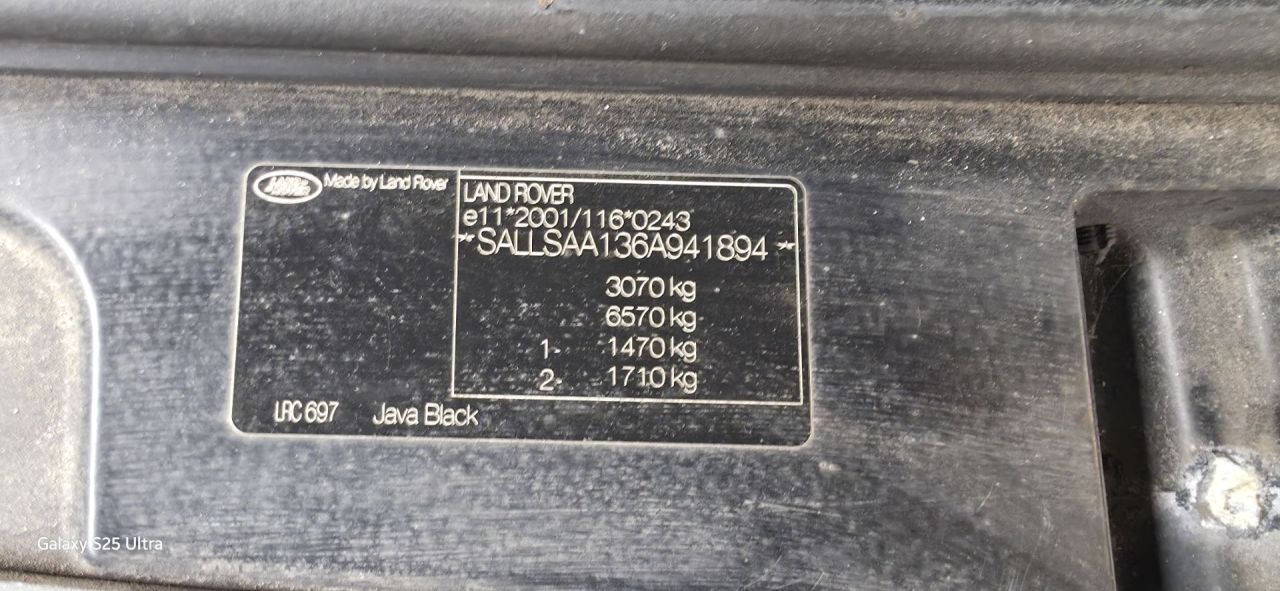 LAND ROVER
Made by Land Rover
LAND ROVER
e11*2001/116*0243
*SALLSAA136A941894*
3070 kg
6570 kg
1- 1470 kg
2- 1710 kg
LRC 697 Java Black
Galaxy S25 Ultra